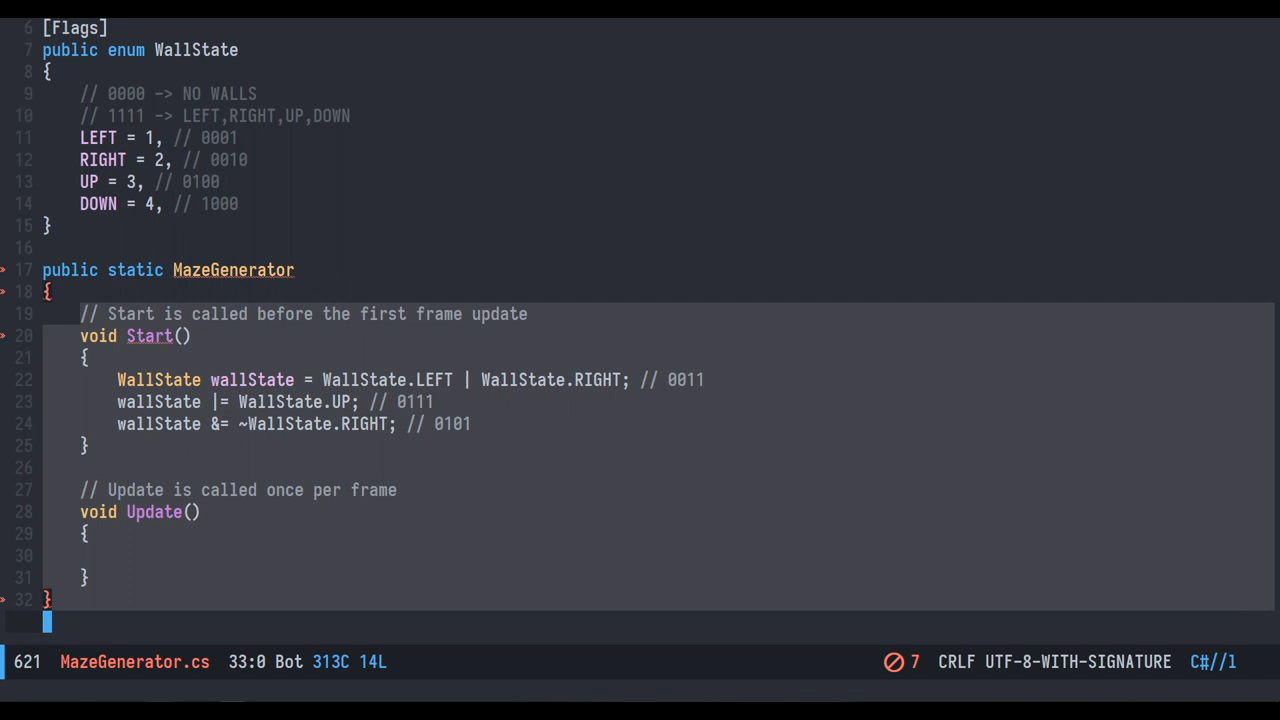 6 [Flags]
7 public enum WallState
8 {
9 // 0000 -> NO WALLS
10 // 1111 -> LEFT,RIGHT,UP,DOWN
11 LEFT = 1, // 0001
12 RIGHT = 2, // 0010
13 UP = 3, // 0100
14 DOWN = 4, // 1000
15 }
16
17 public static MazeGenerator
18 {
19 // Start is called before the first frame update
20 void Start()
21 {
22 WallState wallState = WallState.LEFT | WallState.RIGHT; // 0011
23 wallState |= WallState.UP; // 0111
24 wallState &= ~WallState.RIGHT; // 0101
25 }
26
27 // Update is called once per frame
28 void Update()
29 {
30
31 }
32 }
621 MazeGenerator.cs 33:0 Bot 313C 14L 7 CRLF UTF-8-WITH-SIGNATURE C#//l